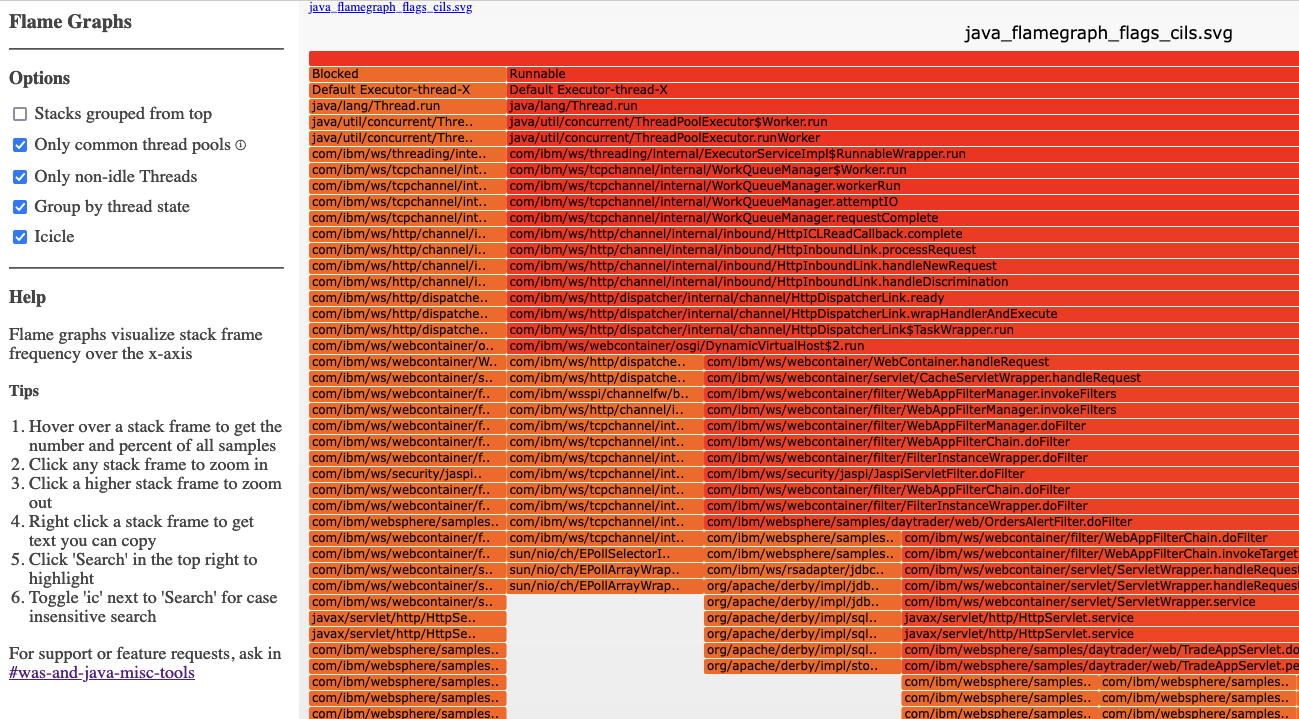 Flame Graphs
Options
Stacks grouped from top
Only common thread pools ⓘ
Only non-idle Threads
Group by thread state
Icicle
Help
Flame graphs visualize stack frame
frequency over the x-axis
Tips
1. Hover over a stack frame to get the
number and percent of all samples
2. Click any stack frame to zoom in
3. Click a higher stack frame to zoom
out
4. Right click a stack frame to get
text you can copy
5. Click 'Search' in the top right to
highlight
6. Toggle 'ic' next to 'Search' for case
insensitive search
For support or feature requests, ask in
#was-and-java-misc-tools
java_flamegraph_flags_cils.svg
java_flamegraph_flags_cils.svg
Blocked Runnable
Default Executor-thread-X Default Executor-thread-X
java/lang/Thread.run java/lang/Thread.run
java/util/concurrent/Thre.. java/util/concurrent/ThreadPoolExecutor$Worker.run
java/util/concurrent/Thre.. java/util/concurrent/ThreadPoolExecutor.runWorker
com/ibm/ws/threading/inte.. com/ibm/ws/threading/internal/ExecutorServiceImpl$RunnableWrapper.run
com/ibm/ws/tcpchannel/int.. com/ibm/ws/tcpchannel/internal/WorkQueueManager$Worker.run
com/ibm/ws/tcpchannel/int.. com/ibm/ws/tcpchannel/internal/WorkQueueManager.workerRun
com/ibm/ws/tcpchannel/int.. com/ibm/ws/tcpchannel/internal/WorkQueueManager.attemptIO
com/ibm/ws/tcpchannel/int.. com/ibm/ws/tcpchannel/internal/WorkQueueManager.requestComplete
com/ibm/ws/http/channel/i.. com/ibm/ws/http/channel/internal/inbound/HttpICLReadCallback.complete
com/ibm/ws/http/channel/i.. com/ibm/ws/http/channel/internal/inbound/HttpInboundLink.processRequest
com/ibm/ws/http/channel/i.. com/ibm/ws/http/channel/internal/inbound/HttpInboundLink.handleNewRequest
com/ibm/ws/http/channel/i.. com/ibm/ws/http/channel/internal/inbound/HttpInboundLink.handleDiscrimination
com/ibm/ws/http/dispatche.. com/ibm/ws/http/dispatcher/internal/channel/HttpDispatcherLink.ready
com/ibm/ws/http/dispatche.. com/ibm/ws/http/dispatcher/internal/channel/HttpDispatcherLink.wrapHandlerAndExecute
com/ibm/ws/http/dispatche.. com/ibm/ws/http/dispatcher/internal/channel/HttpDispatcherLink$TaskWrapper.run
com/ibm/ws/webcontainer/o.. com/ibm/ws/webcontainer/osgi/DynamicVirtualHost$2.run
com/ibm/ws/webcontainer/W.. com/ibm/ws/http/dispatche.. com/ibm/ws/webcontainer/WebContainer.handleRequest
com/ibm/ws/webcontainer/s.. com/ibm/ws/http/dispatche.. com/ibm/ws/webcontainer/servlet/CacheServletWrapper.handleRequest
com/ibm/ws/webcontainer/f.. com/ibm/wsspi/channelfw/b.. com/ibm/ws/webcontainer/filter/WebAppFilterManager.invokeFilters
com/ibm/ws/webcontainer/f.. com/ibm/ws/http/channel/i.. com/ibm/ws/webcontainer/filter/WebAppFilterManager.invokeFilters
com/ibm/ws/webcontainer/f.. com/ibm/ws/tcpchannel/int.. com/ibm/ws/webcontainer/filter/WebAppFilterManager.doFilter
com/ibm/ws/webcontainer/f.. com/ibm/ws/tcpchannel/int.. com/ibm/ws/webcontainer/filter/WebAppFilterChain.doFilter
com/ibm/ws/webcontainer/f.. com/ibm/ws/tcpchannel/int.. com/ibm/ws/webcontainer/filter/FilterInstanceWrapper.doFilter
com/ibm/ws/security/jaspi.. com/ibm/ws/tcpchannel/int.. com/ibm/ws/security/jaspi/JaspiServletFilter.doFilter
com/ibm/ws/webcontainer/f.. com/ibm/ws/tcpchannel/int.. com/ibm/ws/webcontainer/filter/WebAppFilterChain.doFilter
com/ibm/ws/webcontainer/f.. com/ibm/ws/tcpchannel/int.. com/ibm/ws/webcontainer/filter/FilterInstanceWrapper.doFilter
com/ibm/websphere/samples.. com/ibm/ws/tcpchannel/int.. com/ibm/websphere/samples/daytrader/web/OrdersAlertFilter.doFilter
com/ibm/ws/webcontainer/f.. com/ibm/ws/tcpchannel/int.. com/ibm/websphere/samples.. com/ibm/ws/webcontainer/filter/WebAppFilterChain.doFilter
com/ibm/ws/webcontainer/f.. sun/nio/ch/EPollSelectorI.. com/ibm/websphere/samples.. com/ibm/ws/webcontainer/filter/WebAppFilterChain.invokeTarget
com/ibm/ws/webcontainer/s.. sun/nio/ch/EPollArrayWrap.. com/ibm/ws/rsadapter/jdbc.. com/ibm/ws/webcontainer/servlet/ServletWrapper.handleRequest
com/ibm/ws/webcontainer/s.. sun/nio/ch/EPollArrayWrap.. org/apache/derby/impl/jdb.. com/ibm/ws/webcontainer/servlet/ServletWrapper.handleRequest
com/ibm/ws/webcontainer/s.. org/apache/derby/impl/jdb.. com/ibm/ws/webcontainer/servlet/ServletWrapper.service
javax/servlet/http/HttpSe.. org/apache/derby/impl/sql.. javax/servlet/http/HttpServlet.service
javax/servlet/http/HttpSe.. org/apache/derby/impl/sql.. javax/servlet/http/HttpServlet.service
com/ibm/websphere/samples.. org/apache/derby/impl/sql.. com/ibm/websphere/samples/daytrader/web/TradeAppServlet.do
com/ibm/websphere/samples.. org/apache/derby/impl/sto.. com/ibm/websphere/samples/daytrader/web/TradeAppServlet.pe
com/ibm/websphere/samples.. com/ibm/websphere/samples.. com/ibm/websphere/samples..
com/ibm/websphere/samples.. com/ibm/websphere/samples.. com/ibm/websphere/samples..
com/ibm/websphere/samples.. com/ibm/websphere/samples.. com/ibm/websphere/samples..